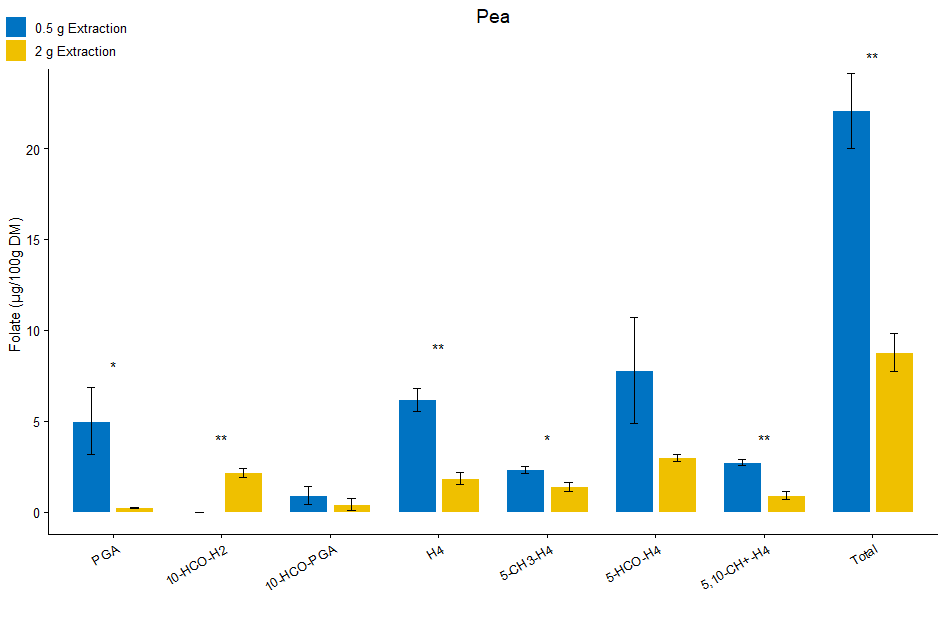 Pea
0.5 g Extraction
2 g Extraction
**
20
15
Folate (µg/100g DM)
10
**
*
5
**
*
**
0
PGA
10-HCO-H2
10-HCO-PGA
H4
5-CH3-H4
5-HCO-H4
5,10-CH+-H4
Total